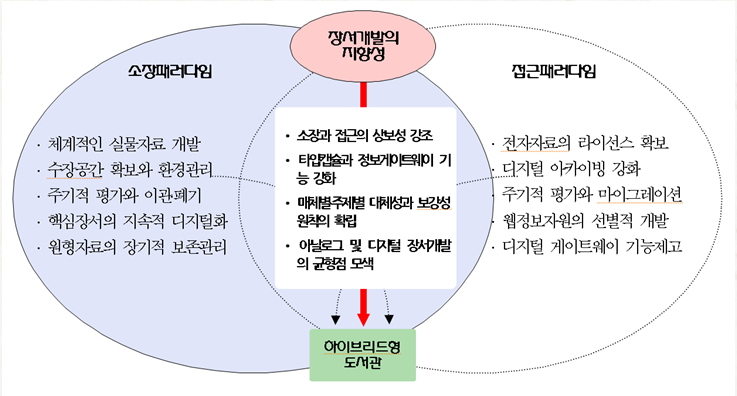 장서개발의
지향성
소장패러다임
접근패러다임
· 체계적인 실물자료 개발
· 수장공간 확보와 환경관리
· 주기적 평가와 이관·폐기
· 핵심장서의 지속적 디지털화
· 원형자료의 장기적 보존관리
• 소장과 접근의 상보성 강조
• 타임캡슐과 정보게이트웨이 기
능 강화
• 매체별·주제별 대체성과 보강성
원칙의 확립
• 아날로그 및 디지털 장서개발
의 균형점 모색
· 전자자료의 라이선스 확보
· 디지털 아카이빙 강화
· 주기적 평가와 마이그레이션
· 웹정보자원의 선별적 개발
· 디지털 게이트웨이 기능제고
하이브리드형
도서관